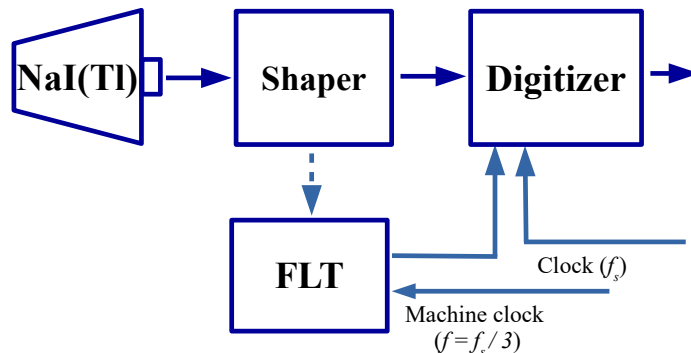 NaI(Tl)
Shaper
Digitizer
FLT
Clock (fₛ)
Machine clock
(f = fₛ / 3)